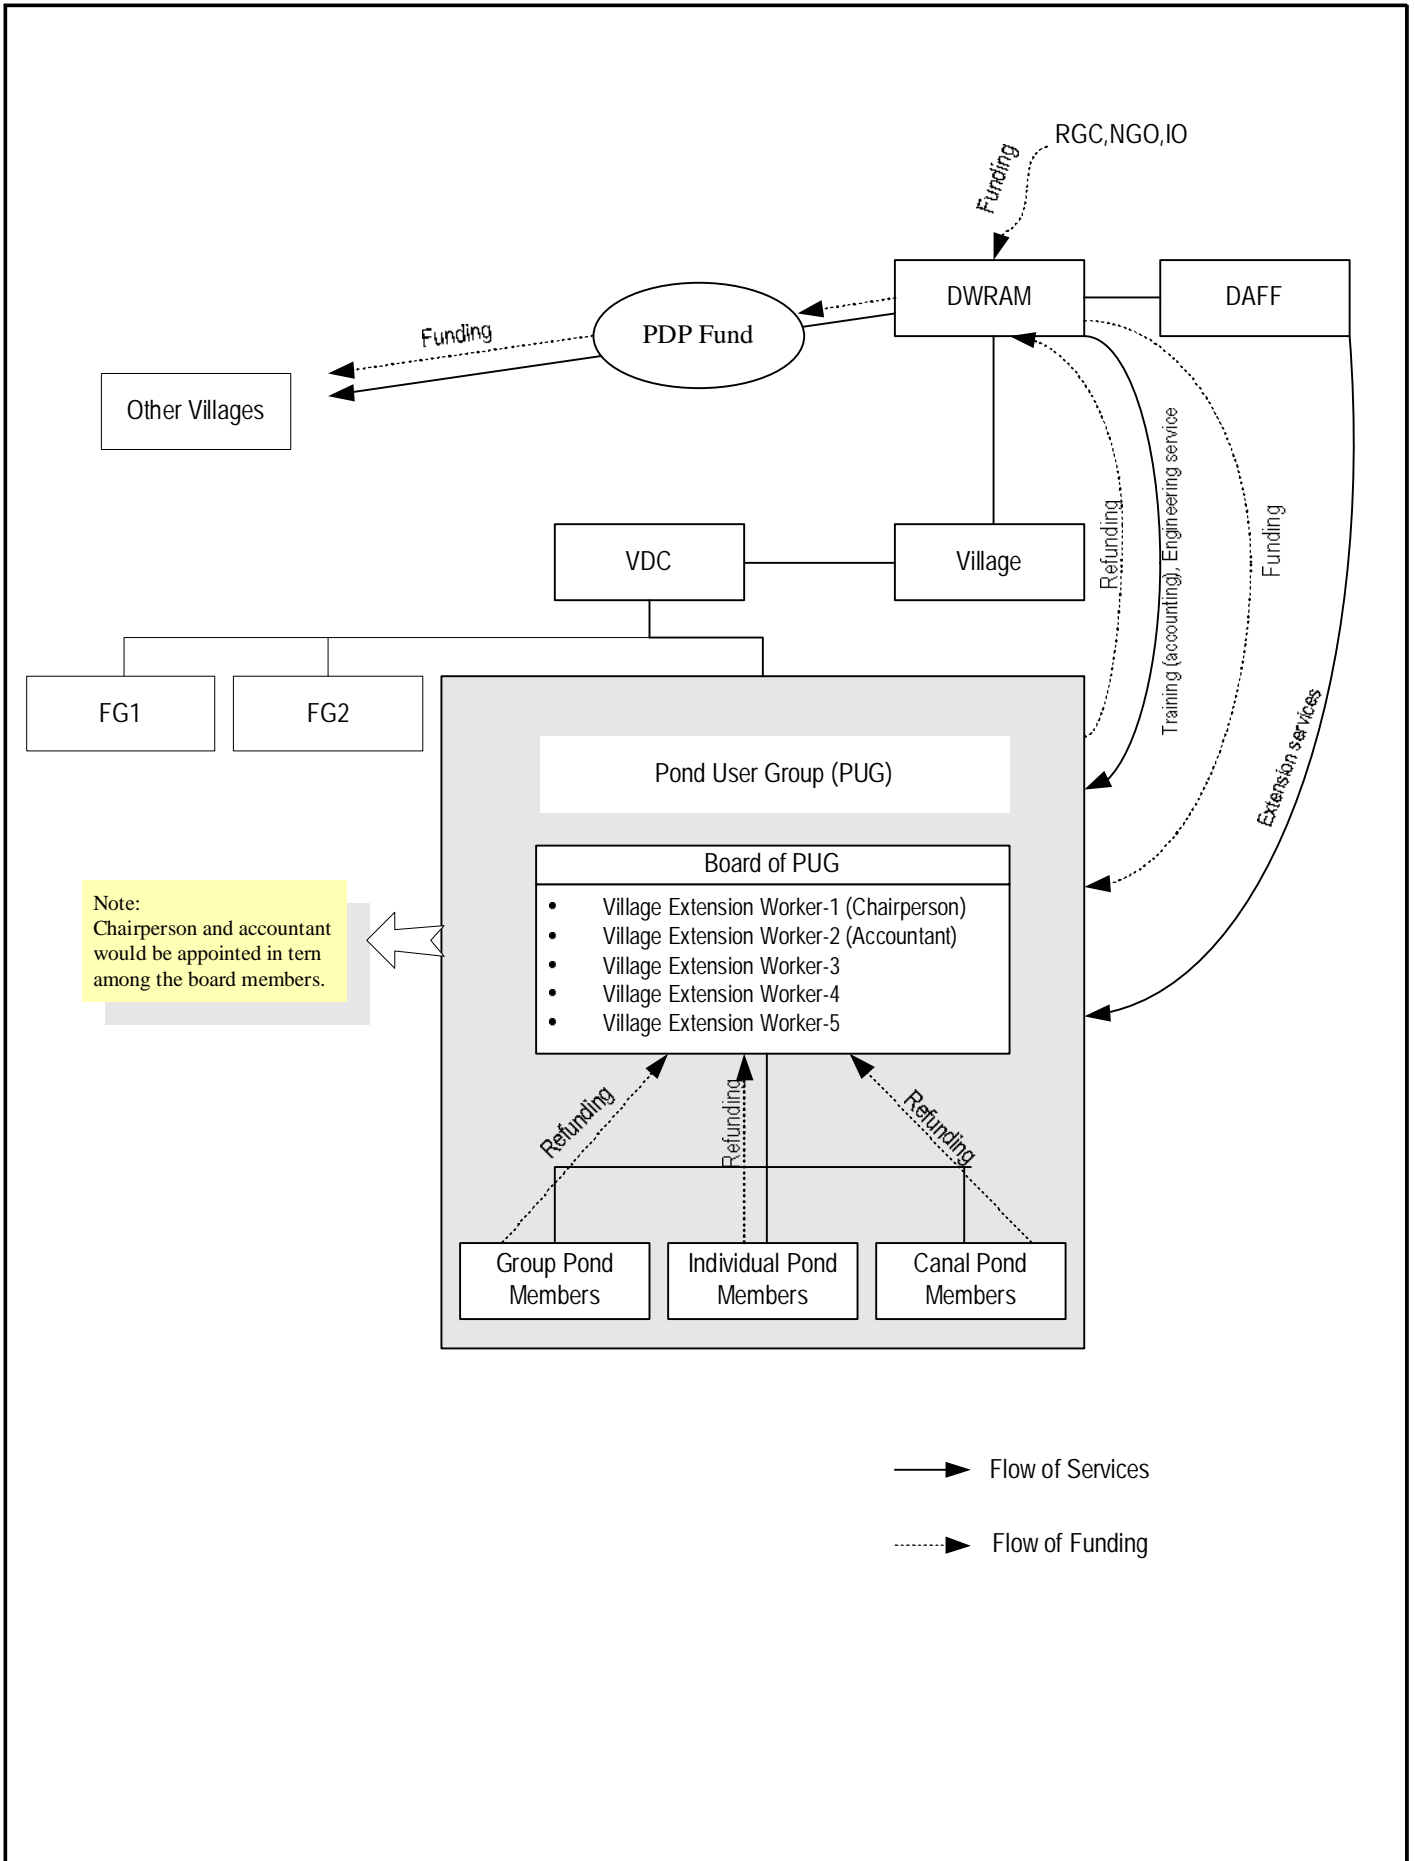 RGC,NGO,IO
Funding
DWRAM
DAFF
PDP Fund
Funding
Other Villages
Refunding
Training (accounting), Engineering service
Funding
Extension services
VDC
Village
FG1
FG2
Pond User Group (PUG)
Board of PUG
• Village Extension Worker-1 (Chairperson)
• Village Extension Worker-2 (Accountant)
• Village Extension Worker-3
• Village Extension Worker-4
• Village Extension Worker-5
Note:
Chairperson and accountant
would be appointed in tern
among the board members.
Refunding
Refunding
Refunding
Group Pond
Members
Individual Pond
Members
Canal Pond
Members
Flow of Services
Flow of Funding